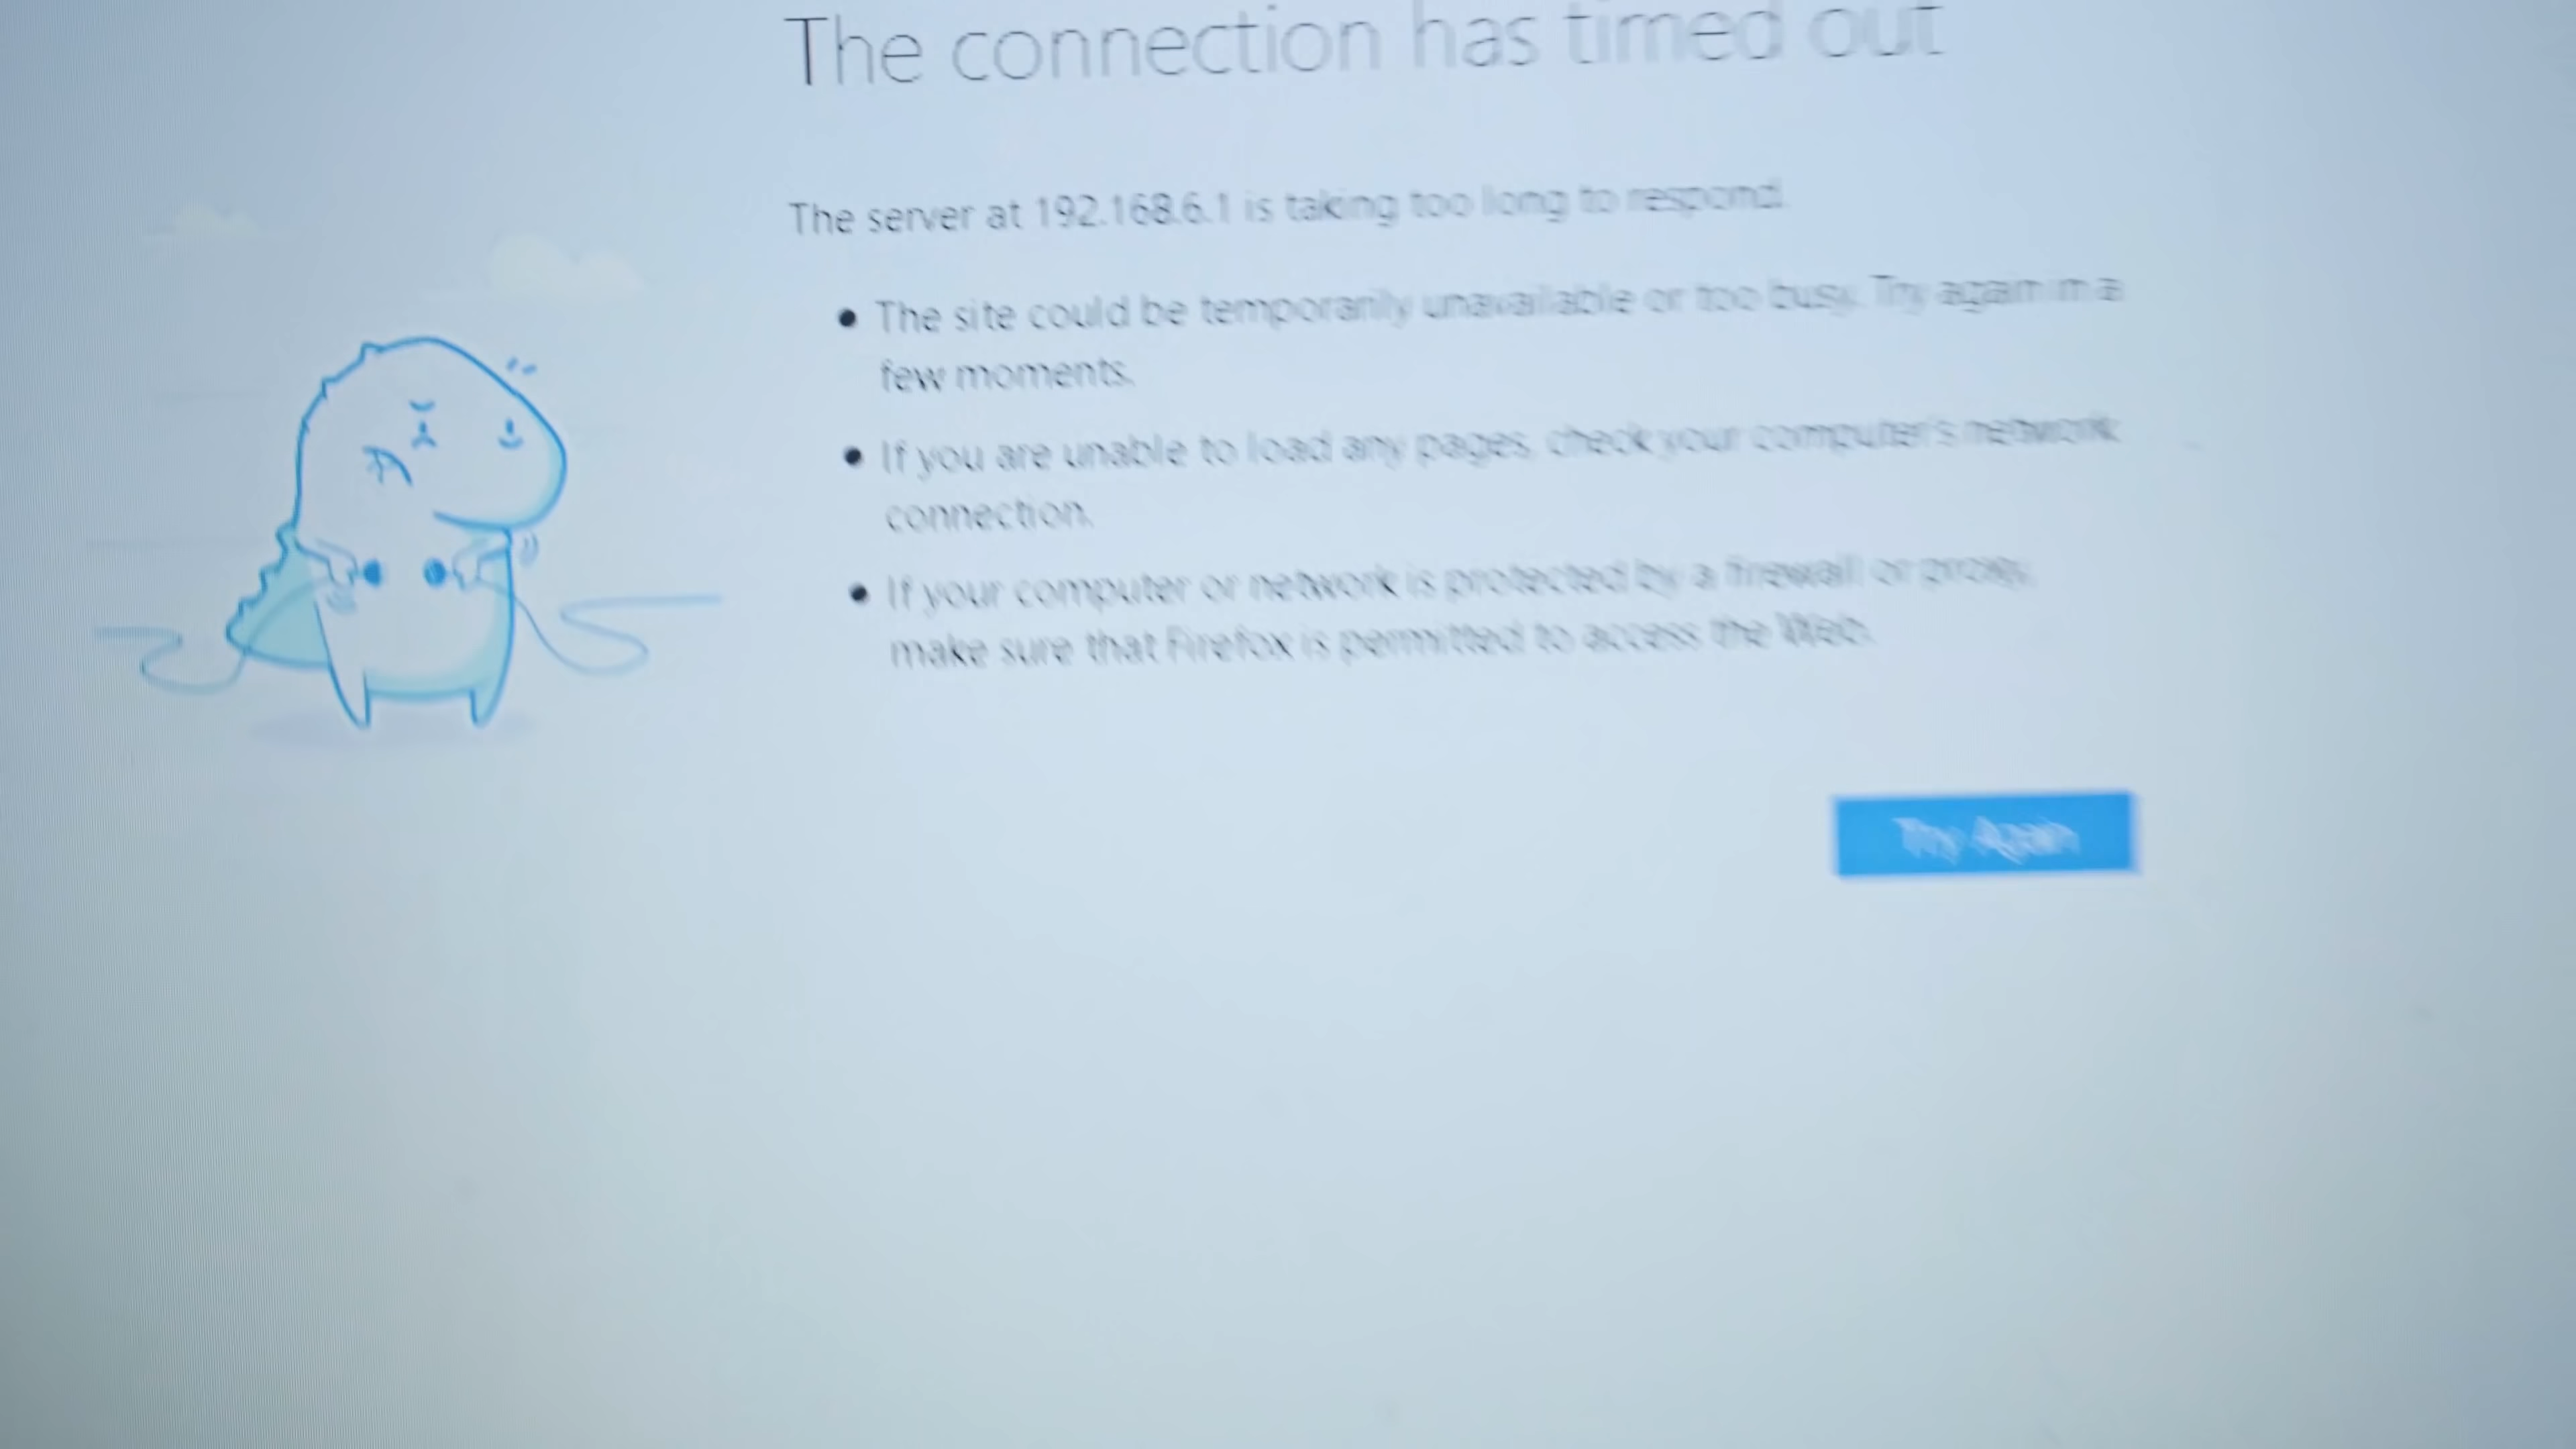 The connection has timed out
The server at 192.168.6.1 is taking too long to respond.
• The site could be temporarily unavailable or too busy. Try again in a
few moments.
• If you are unable to load any pages, check your computer's network
connection.
• If your computer or network is protected by a firewall or proxy,
make sure that Firefox is permitted to access the Web.
Try Again